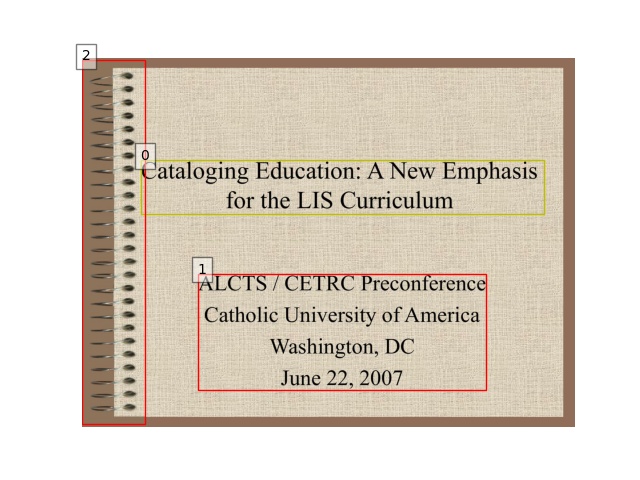 Cataloging Education: A New Emphasis
for the LIS Curriculum
ALCTS / CETRC Preconference
Catholic University of America
Washington, DC
June 22, 2007
2
0
1